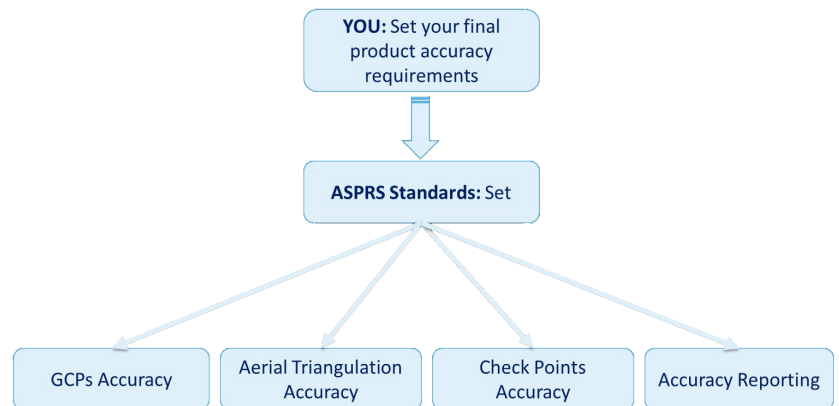 YOU: Set your final
product accuracy
requirements
ASPRS Standards: Set
GCPs Accuracy
Aerial Triangulation
Accuracy
Check Points
Accuracy
Accuracy Reporting